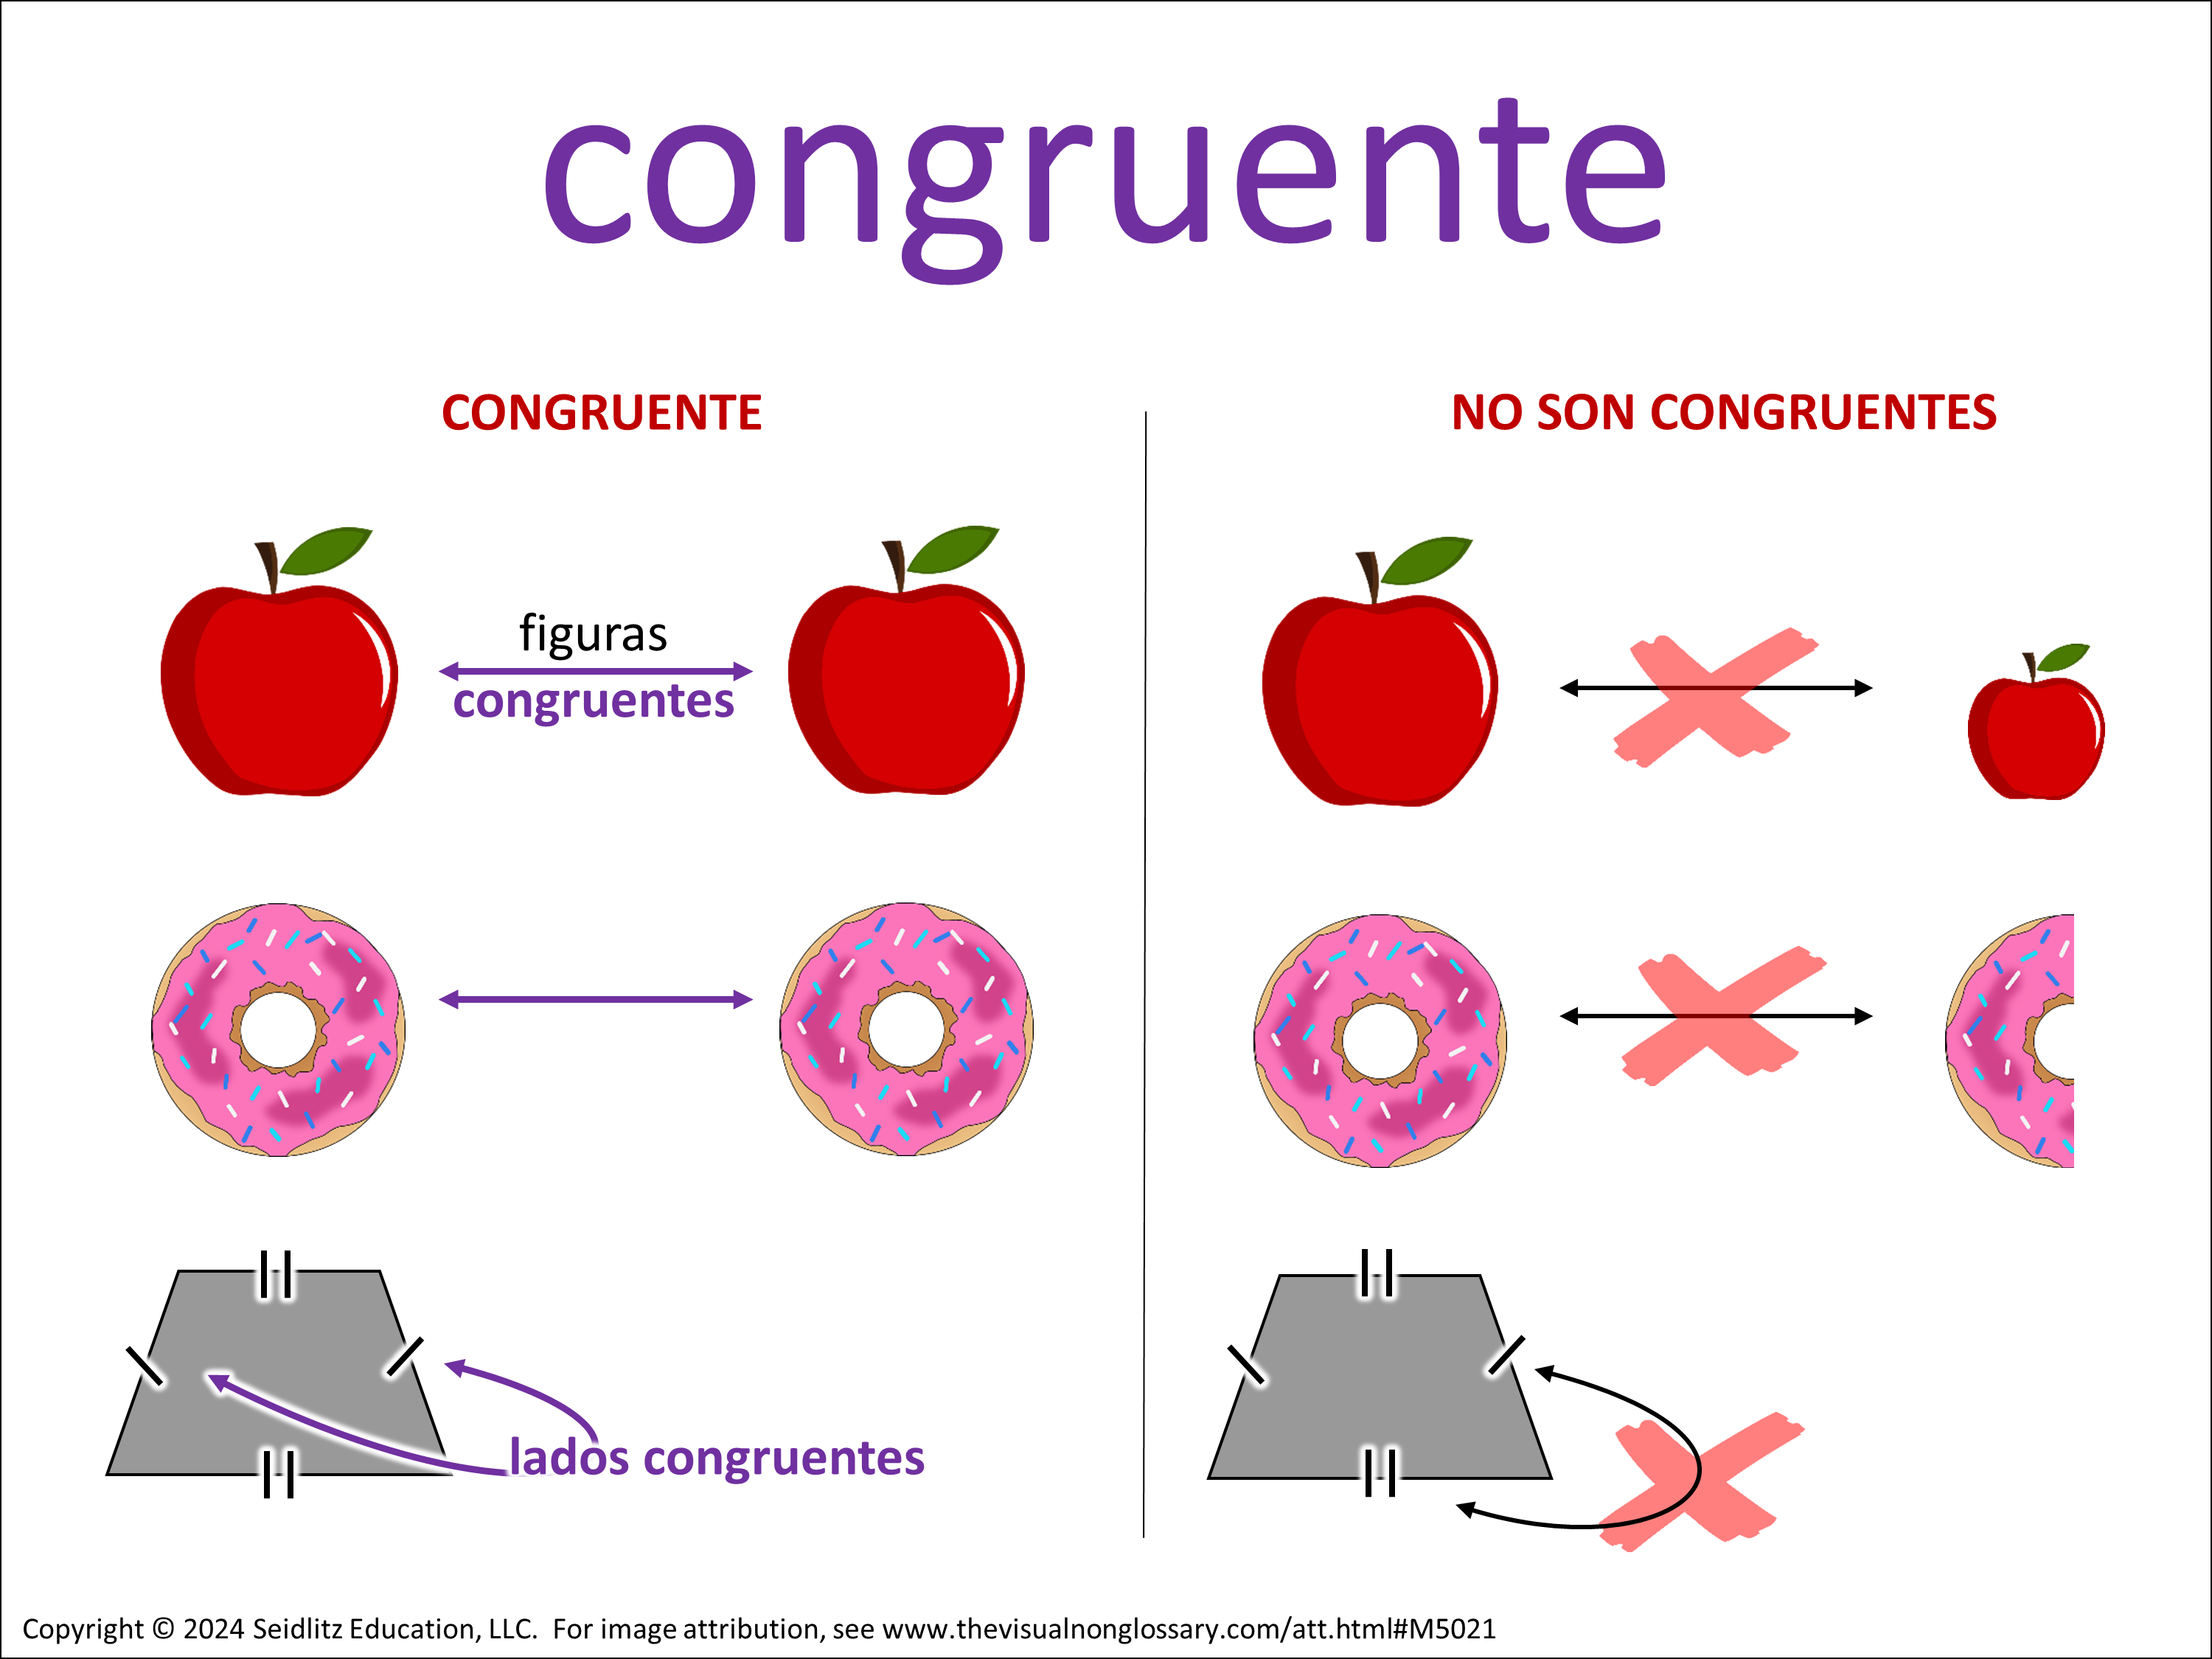 congruente
CONGRUENTE
NO SON CONGRUENTES
figuras
congruentes
lados congruentes
Copyright © 2024 Seidlitz Education, LLC.  For image attribution, see www.thevisualnonglossary.com/att.html#M5021